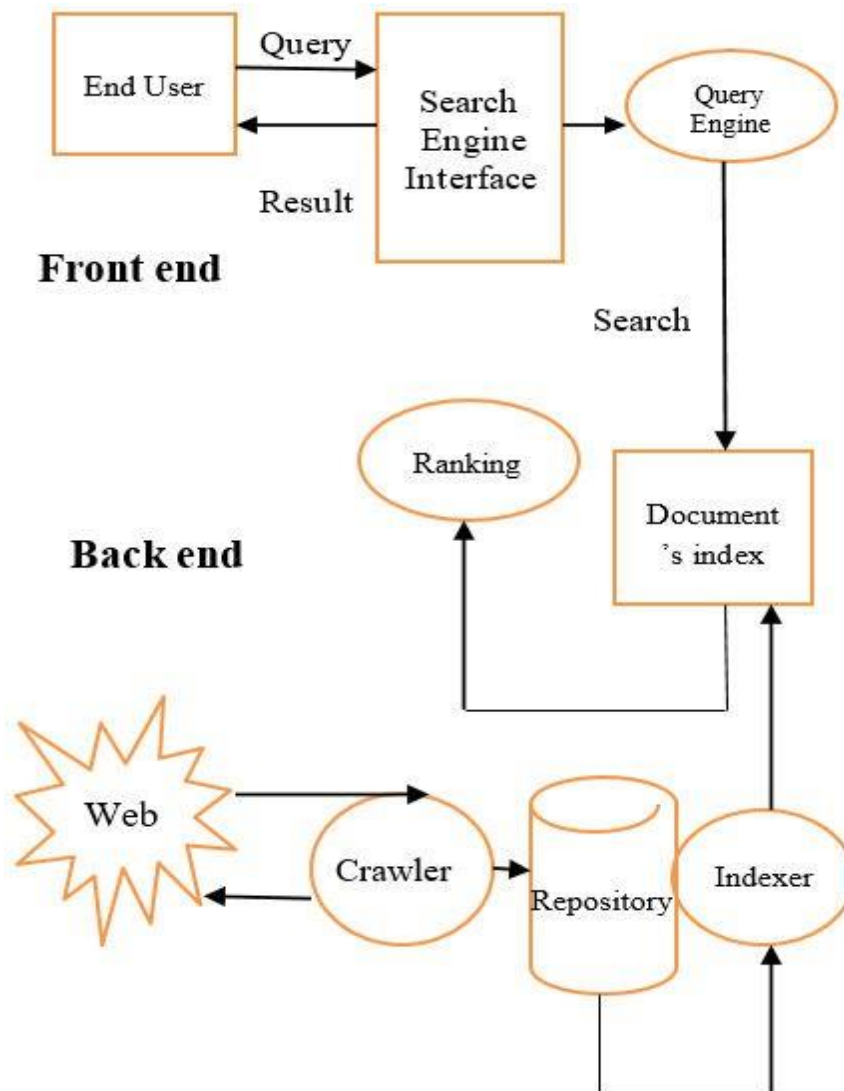 Query
End User
Search
Engine
Interface
Query
Engine
Result
Front end
Search
Ranking
Document
’s index
Back end
Web
Crawler
Repository
Indexer